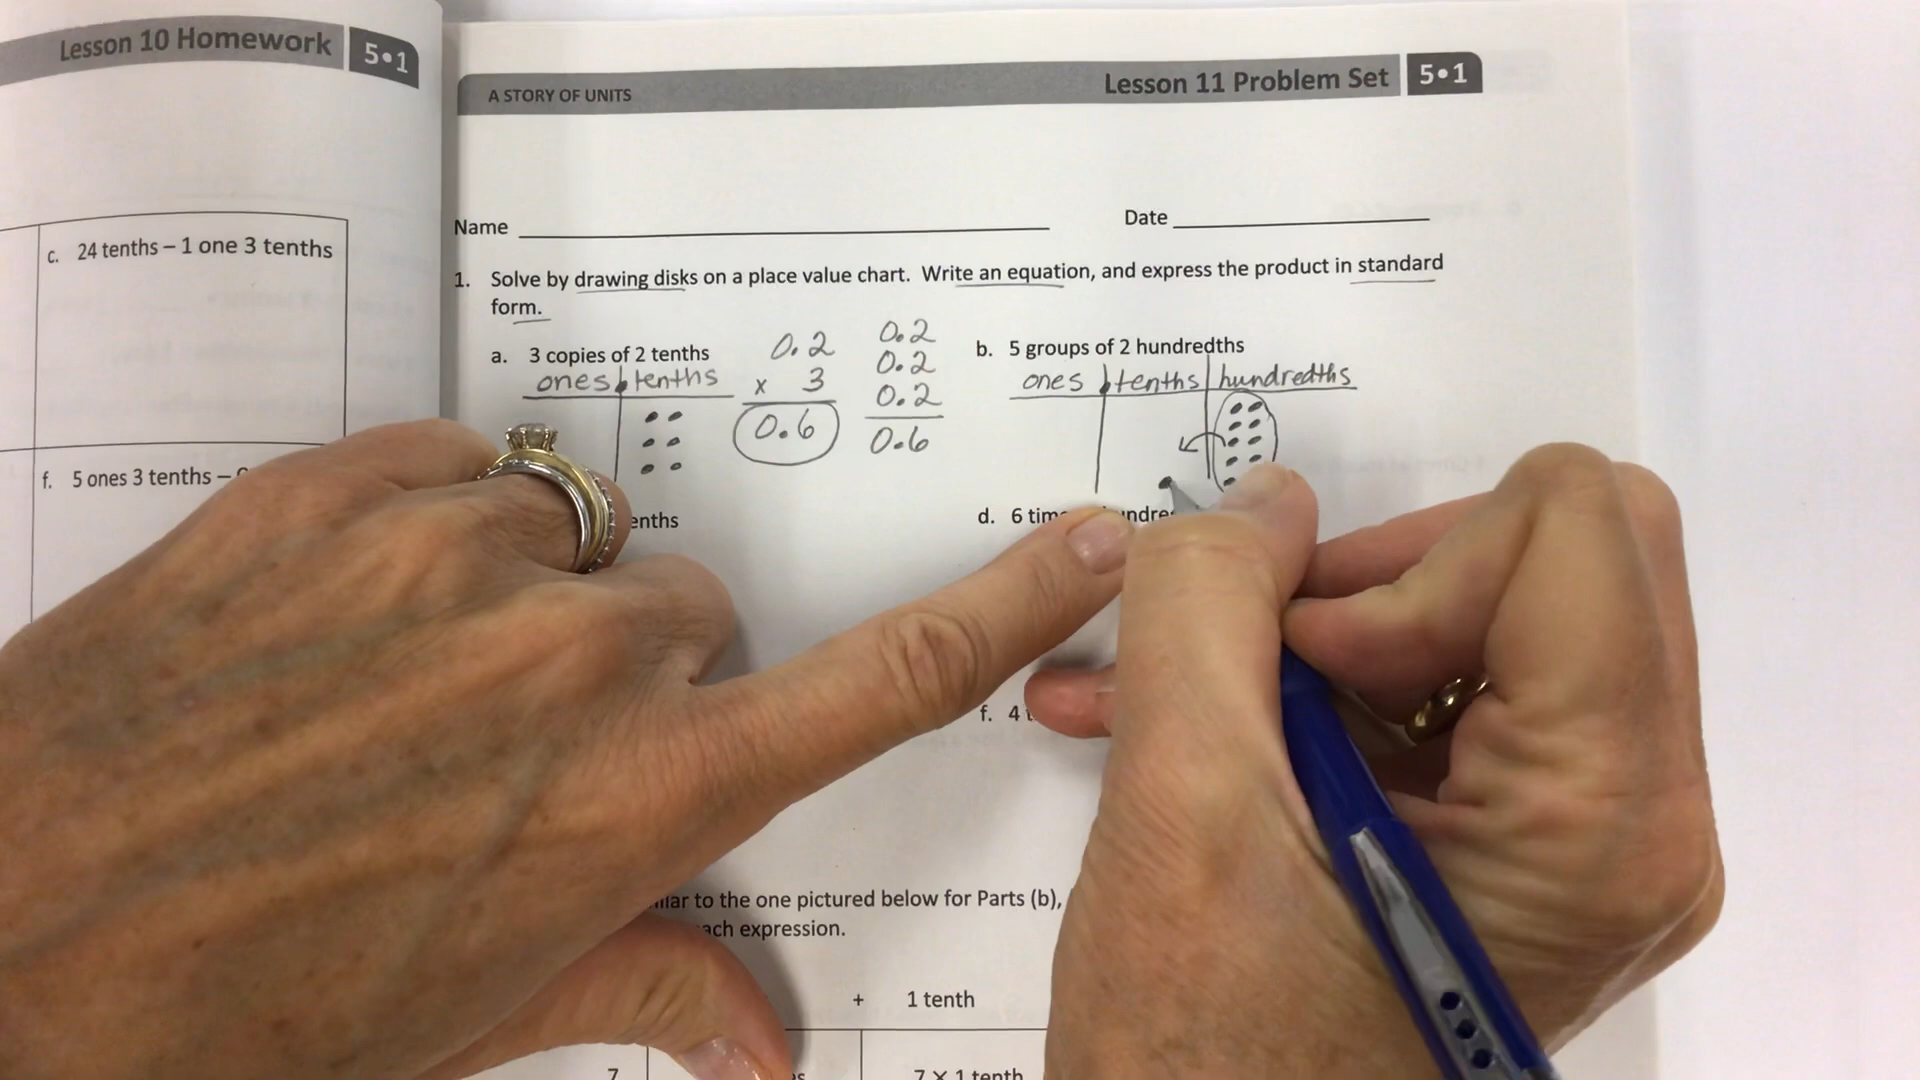 Lesson 10 Homework 5•1
c. 24 tenths – 1 one 3 tenths
f. 5 ones 3 tenths –
A STORY OF UNITS
Lesson 11 Problem Set 5•1
Name
Date
1. Solve by drawing disks on a place value chart. Write an equation, and express the product in standard
form.
a. 3 copies of 2 tenths
ones tenths
0.2
x 3
0.6
0.2
0.2
0.2
0.6
b. 5 groups of 2 hundredths
ones tenths hundredths
enths
d. 6
f. 4
to the one pictured below for Parts (b),
ach expression.
+ 1 tenth
7
7 × 1 tenth